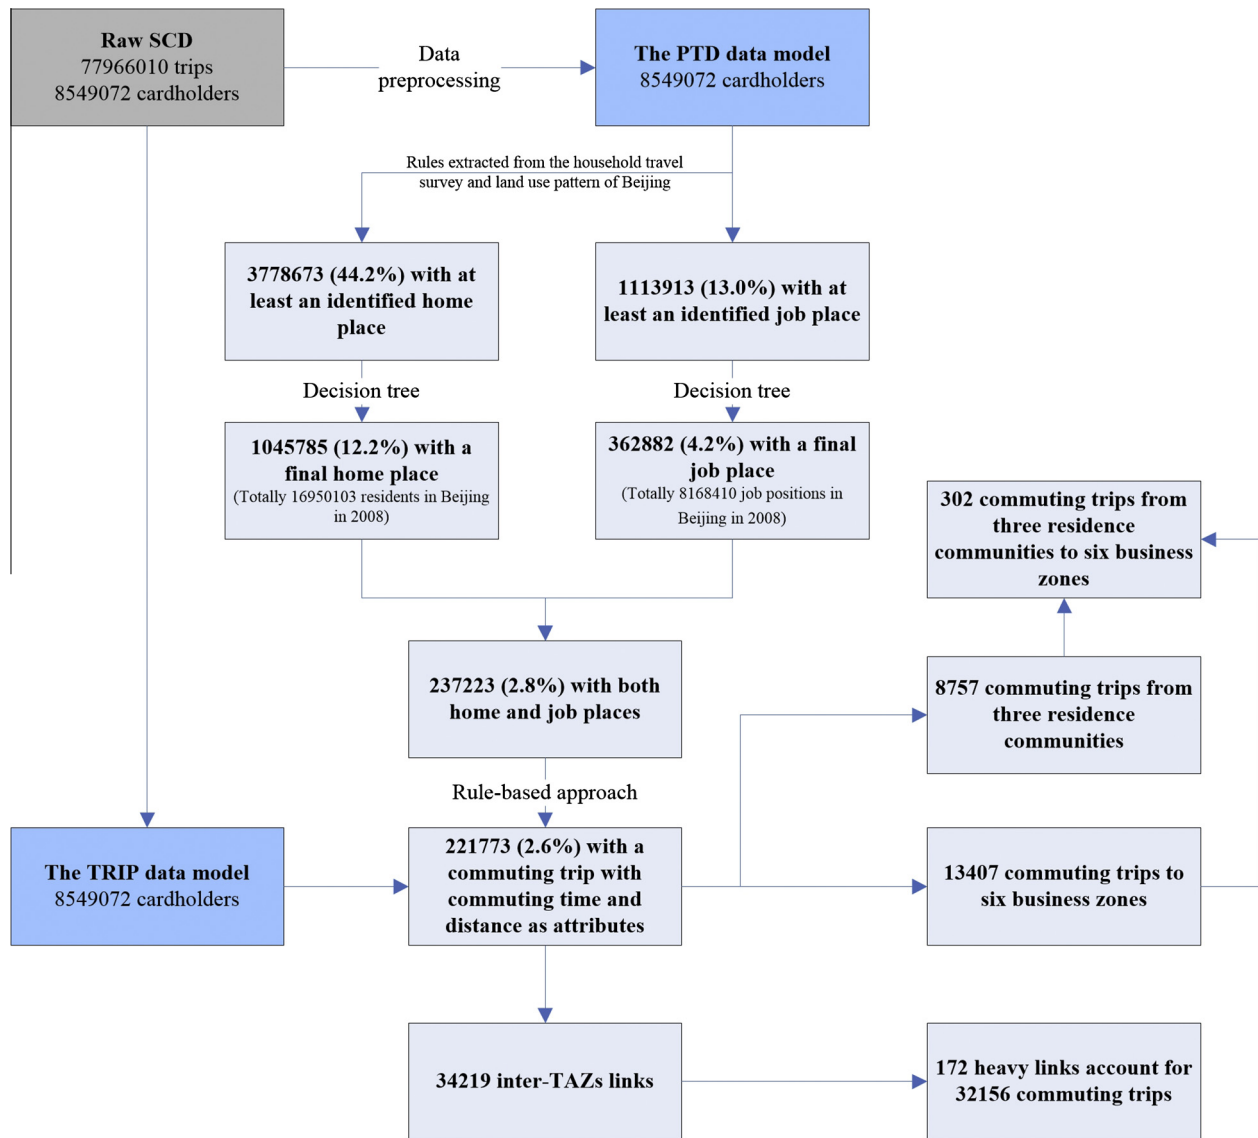 Raw SCD
77966010 trips
8549072 cardholders
Data
preprocessing
The PTD data model
8549072 cardholders
Rules extracted from the household travel
survey and land use pattern of Beijing
3778673 (44.2%) with at
least an identified home
place
1113913 (13.0%) with at
least an identified job place
Decision tree
Decision tree
1045785 (12.2%) with a
final home place
(Totally 16950103 residents in Beijing
in 2008)
362882 (4.2%) with a final
job place
(Totally 8168410 job positions in
Beijing in 2008)
302 commuting trips from
three residence
communities to six business
zones
237223 (2.8%) with both
home and job places
8757 commuting trips from
three residence
communities
Rule-based approach
The TRIP data model
8549072 cardholders
221773 (2.6%) with a
commuting trip with
commuting time and
distance as attributes
13407 commuting trips to
six business zones
34219 inter-TAZs links
172 heavy links account for
32156 commuting trips